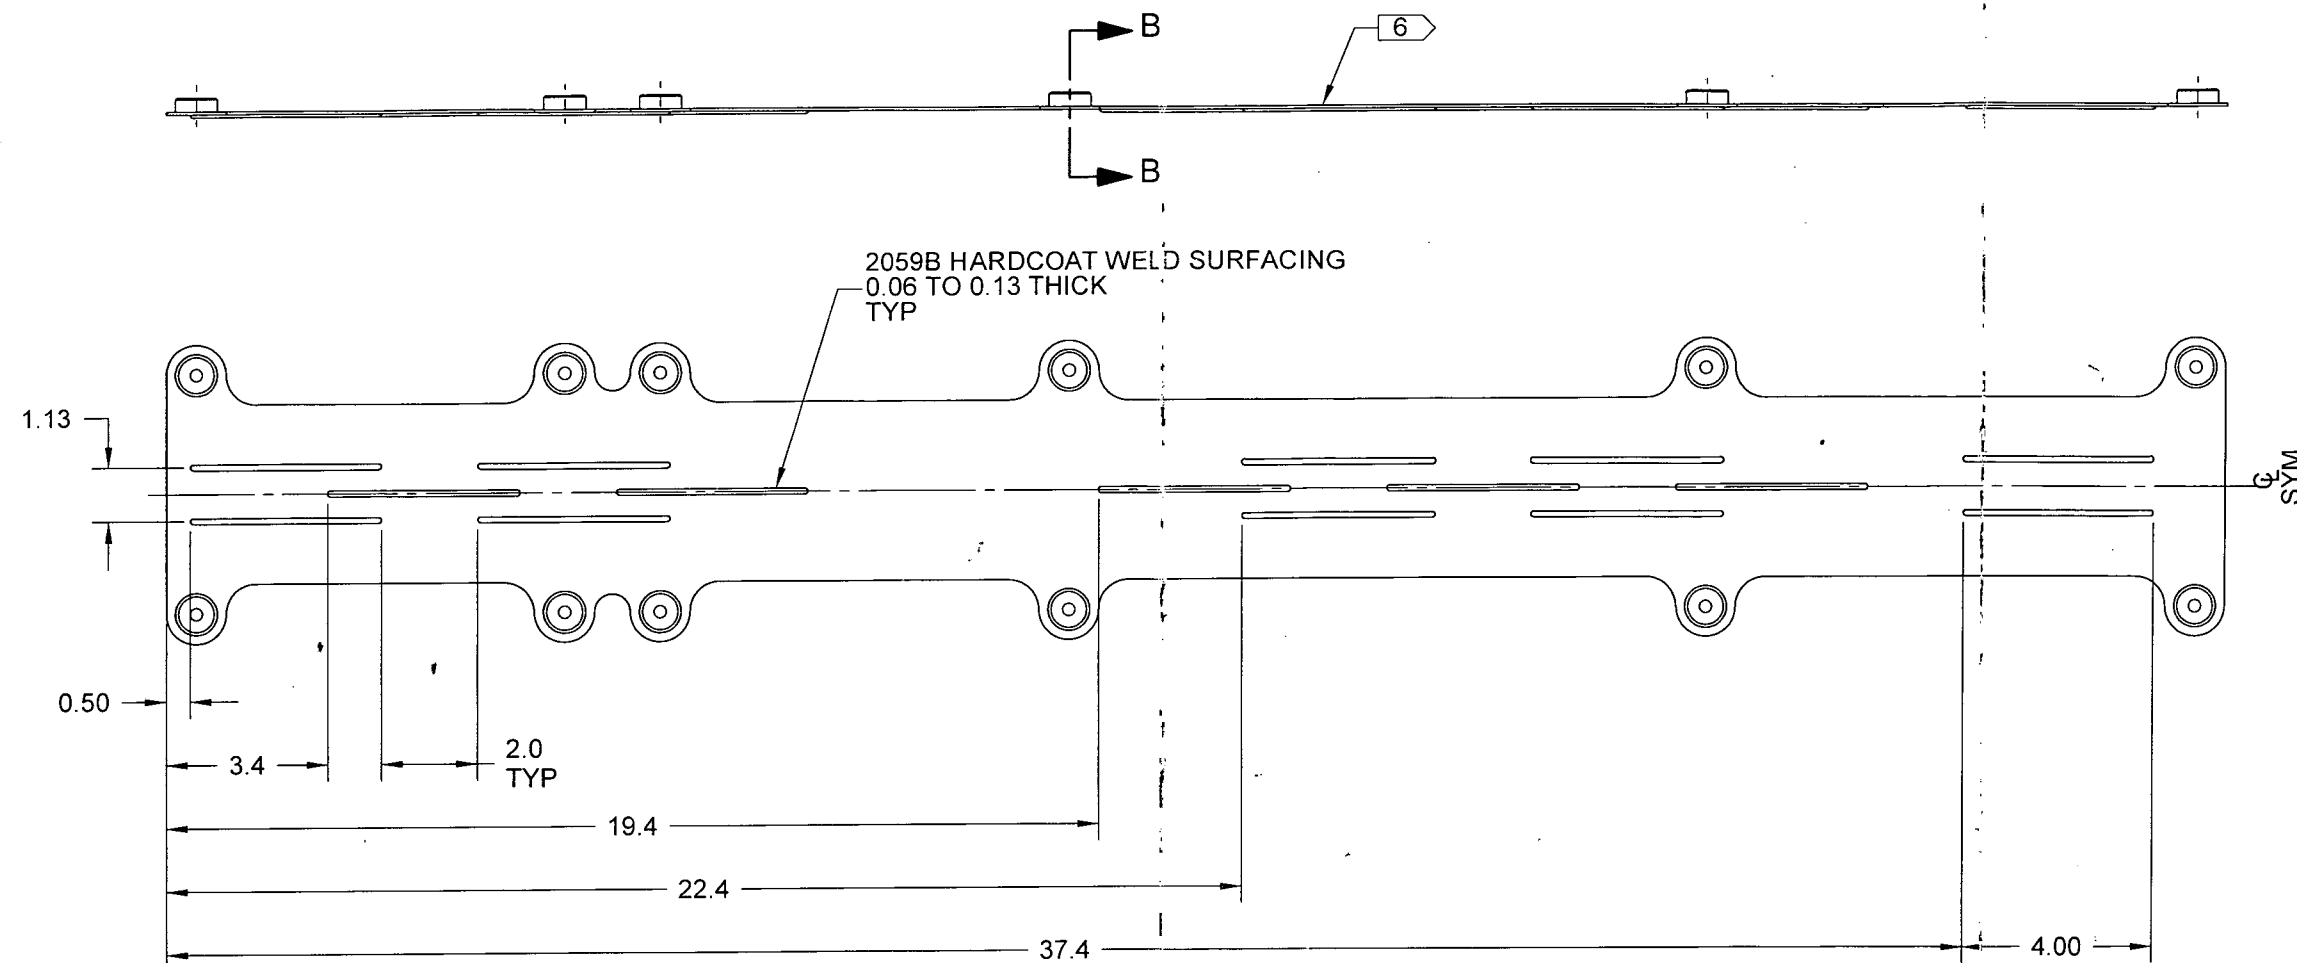 B
6
B
2059B HARDCOAT WELD SURFACING
0.06 TO 0.13 THICK
TYP
1.13
CL
SYM
0.50
3.4
2.0
TYP
19.4
22.4
37.4
4.00